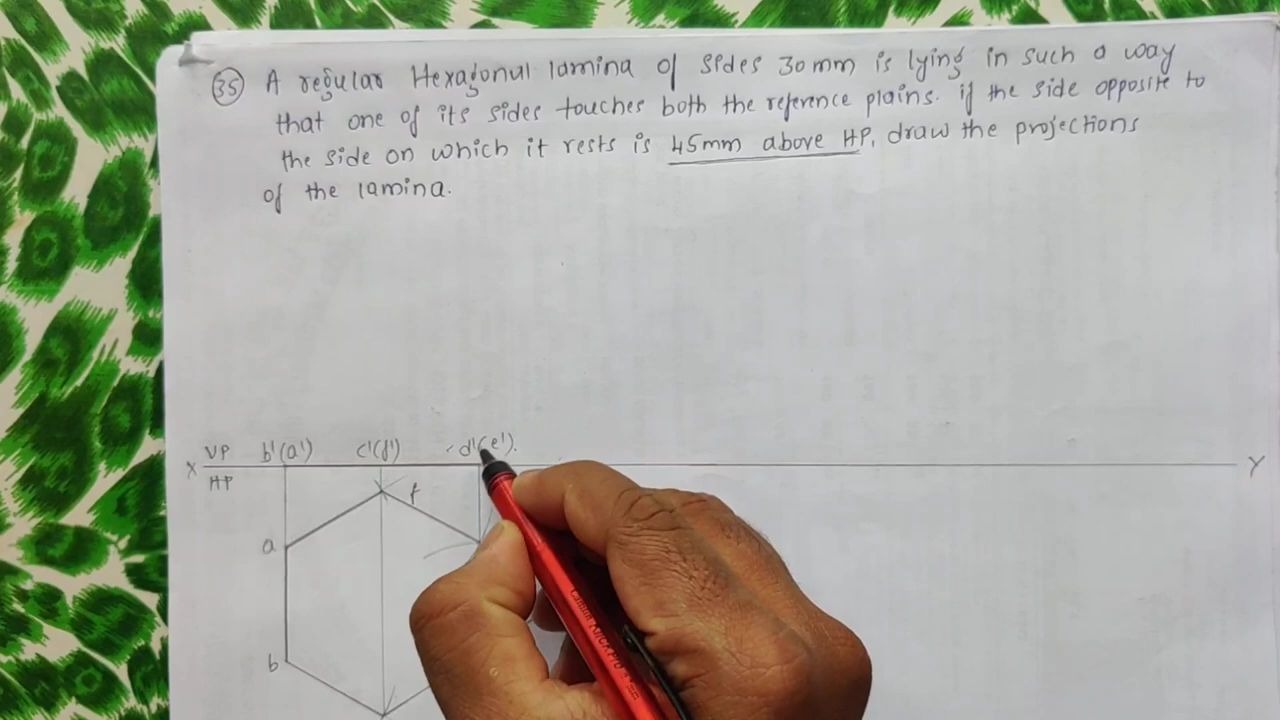 35 A regular Hexagonal lamina of sides 30mm is lying in such a way
that one of its sides touches both the reference plains. if the side opposite to
the side on which it rests is 45mm above HP, draw the projections
of the lamina.
X VP b'(a') c'(f') d'(e'). Y
HP
f
a
b